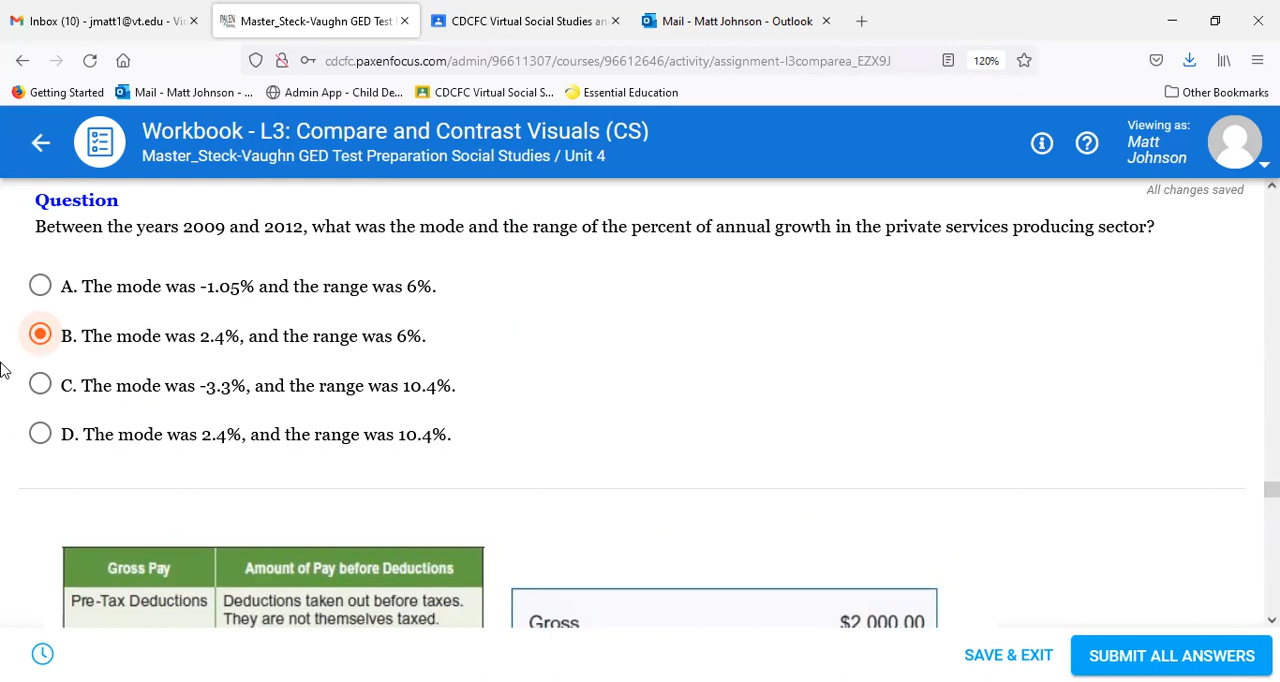 Inbox (10) - jmatt1@vt.edu - Vi
Master_Steck-Vaughn GED Test
CDCFC Virtual Social Studies an
Mail - Matt Johnson - Outlook
cdcfc.paxenfocus.com/admin/96611307/courses/96612646/activity/assignment-l3comparea_EZX9J
120%
Getting Started
Mail - Matt Johnson - ...
Admin App - Child De...
CDCFC Virtual Social S...
Essential Education
Other Bookmarks
Workbook - L3: Compare and Contrast Visuals (CS)
Master_Steck-Vaughn GED Test Preparation Social Studies / Unit 4
Viewing as:
Matt
Johnson
All changes saved
Question
Between the years 2009 and 2012, what was the mode and the range of the percent of annual growth in the private services producing sector?
A. The mode was -1.05% and the range was 6%.
B. The mode was 2.4%, and the range was 6%.
C. The mode was -3.3%, and the range was 10.4%.
D. The mode was 2.4%, and the range was 10.4%.
Gross Pay
Amount of Pay before Deductions
Pre-Tax Deductions
Deductions taken out before taxes.
They are not themselves taxed.
Gross
$2,000.00
SAVE & EXIT
SUBMIT ALL ANSWERS